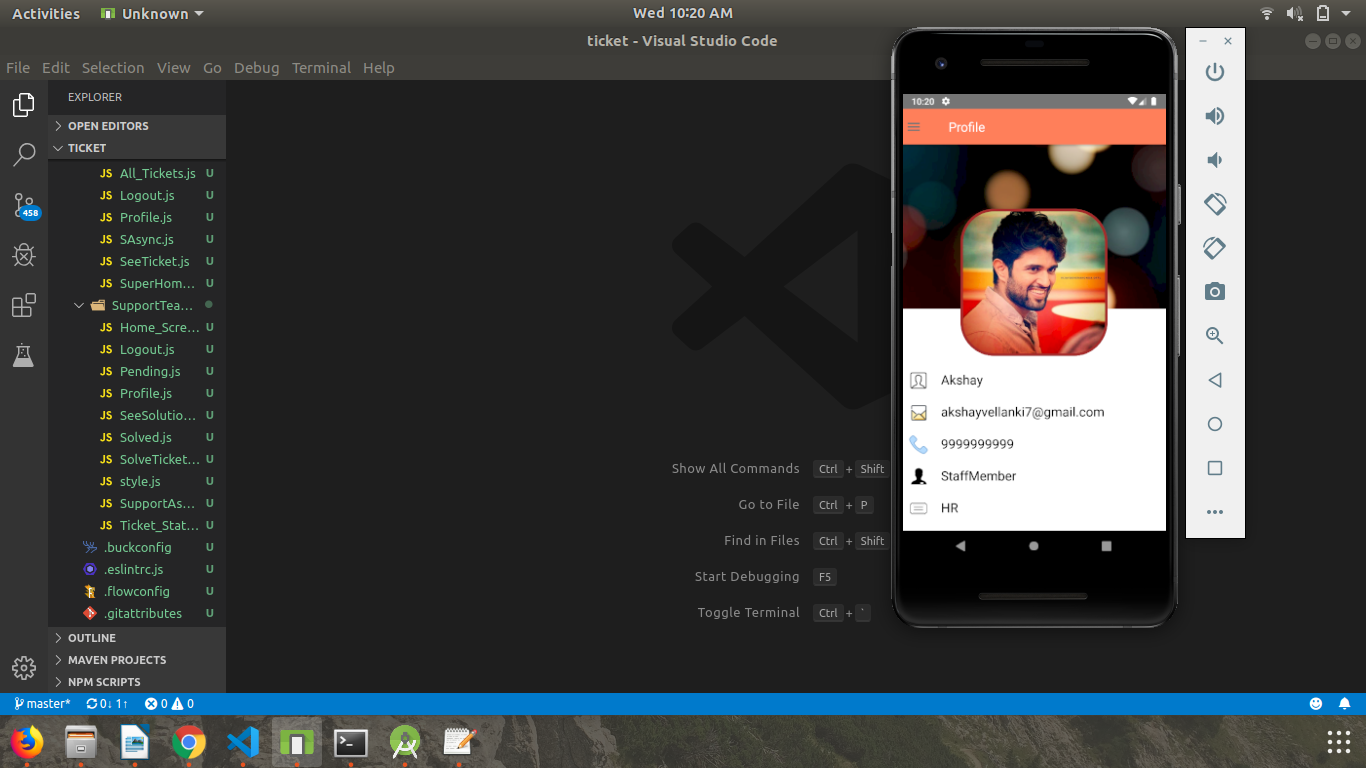 Activities Unknown Wed 10:20 AM
ticket - Visual Studio Code
File Edit Selection View Go Debug Terminal Help
EXPLORER
OPEN EDITORS
TICKET
JS All_Tickets.js U
JS Logout.js U
JS Profile.js U
JS SAsync.js U
JS SeeTicket.js U
JS SuperHom... U
SupportTea...
JS Home_Scre... U
JS Logout.js U
JS Pending.js U
JS Profile.js U
JS SeeSolutio... U
JS Solved.js U
JS SolveTicket... U
JS style.js U
JS SupportAs... U
JS Ticket_Stat... U
.buckconfig U
.eslintrc.js U
.flowconfig U
.gitattributes U
OUTLINE
MAVEN PROJECTS
NPM SCRIPTS
458
Show All Commands Ctrl + Shift
Go to File Ctrl + P
Find in Files Ctrl + Shift
Start Debugging F5
Toggle Terminal Ctrl + `
10:20
Profile
Akshay
akshayvellanki7@gmail.com
9999999999
StaffMember
HR
master* 0↓ 1↑ 0 0